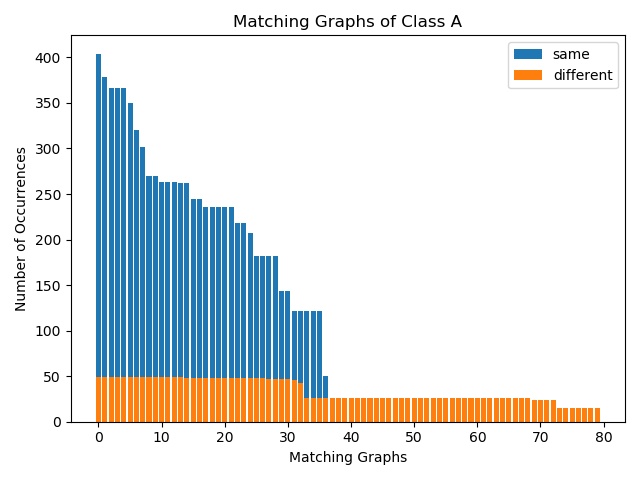 Matching Graphs of Class A
same
different
Number of Occurrences
400
350
300
250
200
150
100
50
0
0 10 20 30 40 50 60 70 80
Matching Graphs